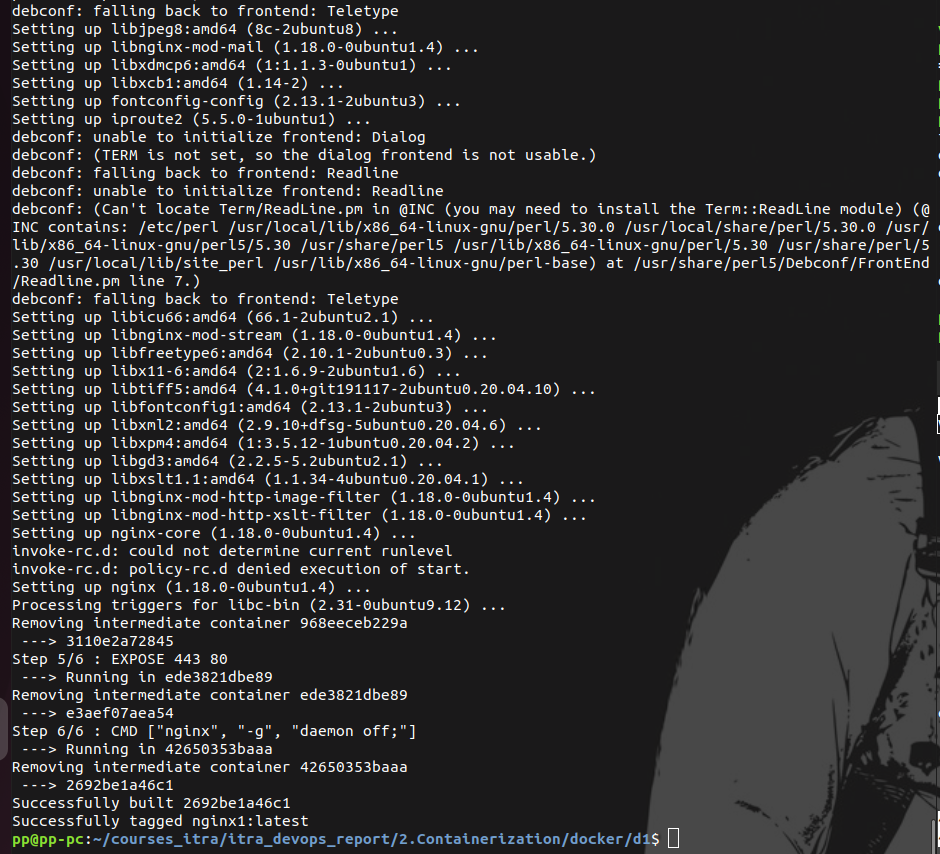 debconf: falling back to frontend: Teletype
Setting up libjpeg8:amd64 (8c-2ubuntu8) ...
Setting up libnginx-mod-mail (1.18.0-0ubuntu1.4) ...
Setting up libxdmcp6:amd64 (1:1.1.3-0ubuntu1) ...
Setting up libxcb1:amd64 (1.14-2) ...
Setting up fontconfig-config (2.13.1-2ubuntu3) ...
Setting up iproute2 (5.5.0-1ubuntu1) ...
debconf: unable to initialize frontend: Dialog
debconf: (TERM is not set, so the dialog frontend is not usable.)
debconf: falling back to frontend: Readline
debconf: unable to initialize frontend: Readline
debconf: (Can't locate Term/ReadLine.pm in @INC (you may need to install the Term::ReadLine module) (@
INC contains: /etc/perl /usr/local/lib/x86_64-linux-gnu/perl/5.30.0 /usr/local/share/perl/5.30.0 /usr/
lib/x86_64-linux-gnu/perl5/5.30 /usr/share/perl5 /usr/lib/x86_64-linux-gnu/perl/5.30 /usr/share/perl/5
.30 /usr/local/lib/site_perl /usr/lib/x86_64-linux-gnu/perl-base) at /usr/share/perl5/Debconf/FrontEnd
/Readline.pm line 7.)
debconf: falling back to frontend: Teletype
Setting up libicu66:amd64 (66.1-2ubuntu2.1) ...
Setting up libnginx-mod-stream (1.18.0-0ubuntu1.4) ...
Setting up libfreetype6:amd64 (2.10.1-2ubuntu0.3) ...
Setting up libx11-6:amd64 (2:1.6.9-2ubuntu1.6) ...
Setting up libtiff5:amd64 (4.1.0+git191117-2ubuntu0.20.04.10) ...
Setting up libfontconfig1:amd64 (2.13.1-2ubuntu3) ...
Setting up libxml2:amd64 (2.9.10+dfsg-5ubuntu0.20.04.6) ...
Setting up libxpm4:amd64 (1:3.5.12-1ubuntu0.20.04.2) ...
Setting up libgd3:amd64 (2.2.5-5.2ubuntu2.1) ...
Setting up libxslt1.1:amd64 (1.1.34-4ubuntu0.20.04.1) ...
Setting up libnginx-mod-http-image-filter (1.18.0-0ubuntu1.4) ...
Setting up libnginx-mod-http-xslt-filter (1.18.0-0ubuntu1.4) ...
Setting up nginx-core (1.18.0-0ubuntu1.4) ...
invoke-rc.d: could not determine current runlevel
invoke-rc.d: policy-rc.d denied execution of start.
Setting up nginx (1.18.0-0ubuntu1.4) ...
Processing triggers for libc-bin (2.31-0ubuntu9.12) ...
Removing intermediate container 968eeceb229a
 ---> 3110e2a72845
Step 5/6 : EXPOSE 443 80
 ---> Running in ede3821dbe89
Removing intermediate container ede3821dbe89
 ---> e3aef07aea54
Step 6/6 : CMD ["nginx", "-g", "daemon off;"]
 ---> Running in 42650353baaa
Removing intermediate container 42650353baaa
 ---> 2692be1a46c1
Successfully built 2692be1a46c1
Successfully tagged nginx1:latest
pp@pp-pc:~/courses_itra/itra_devops_report/2.Containerization/docker/d1$